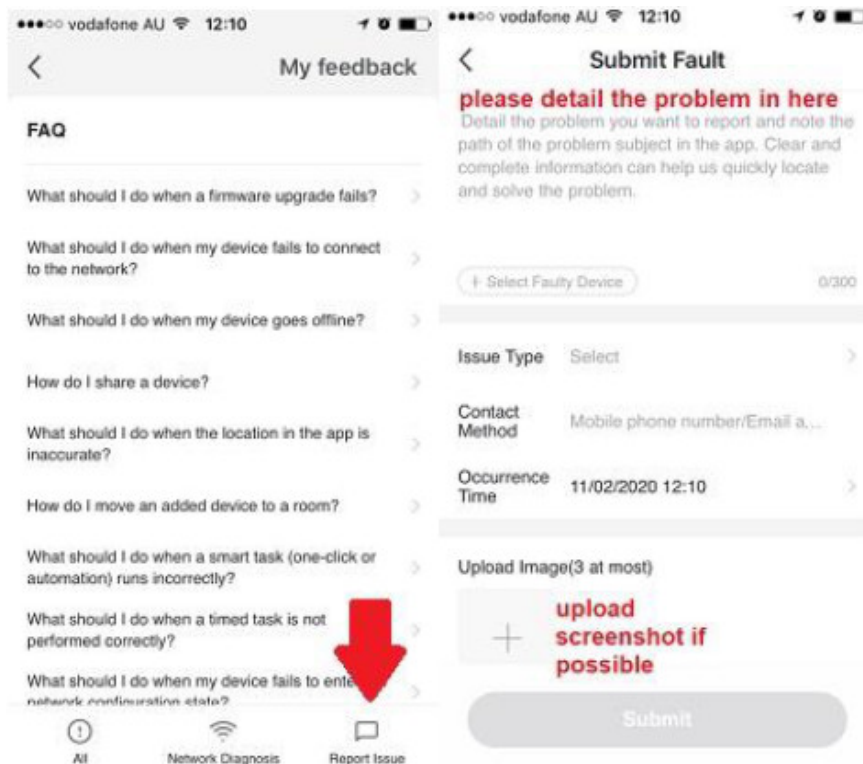 vodafone AU 12:10
My feedback
FAQ
What should I do when a firmware upgrade fails?
What should I do when my device fails to connect
to the network?
What should I do when my device goes offline?
How do I share a device?
What should I do when the location in the app is
inaccurate?
How do I move an added device to a room?
What should I do when a smart task (one-click or
automation) runs incorrectly?
What should I do when a timed task is not
performed correctly?
What should I do when my device fails to ente
network configuration state?
All
Network Diagnosis
Report Issue
vodafone AU 12:10
Submit Fault
please detail the problem in here
Detail the problem you want to report and note the
path of the problem subject in the app. Clear and
complete information can help us quickly locate
and solve the problem.
+ Select Faulty Device
0/300
Issue Type Select
Contact
Method
Mobile phone number/Email a...
Occurrence
Time
11/02/2020 12:10
Upload Image(3 at most)
upload
screenshot if
possible
Submit